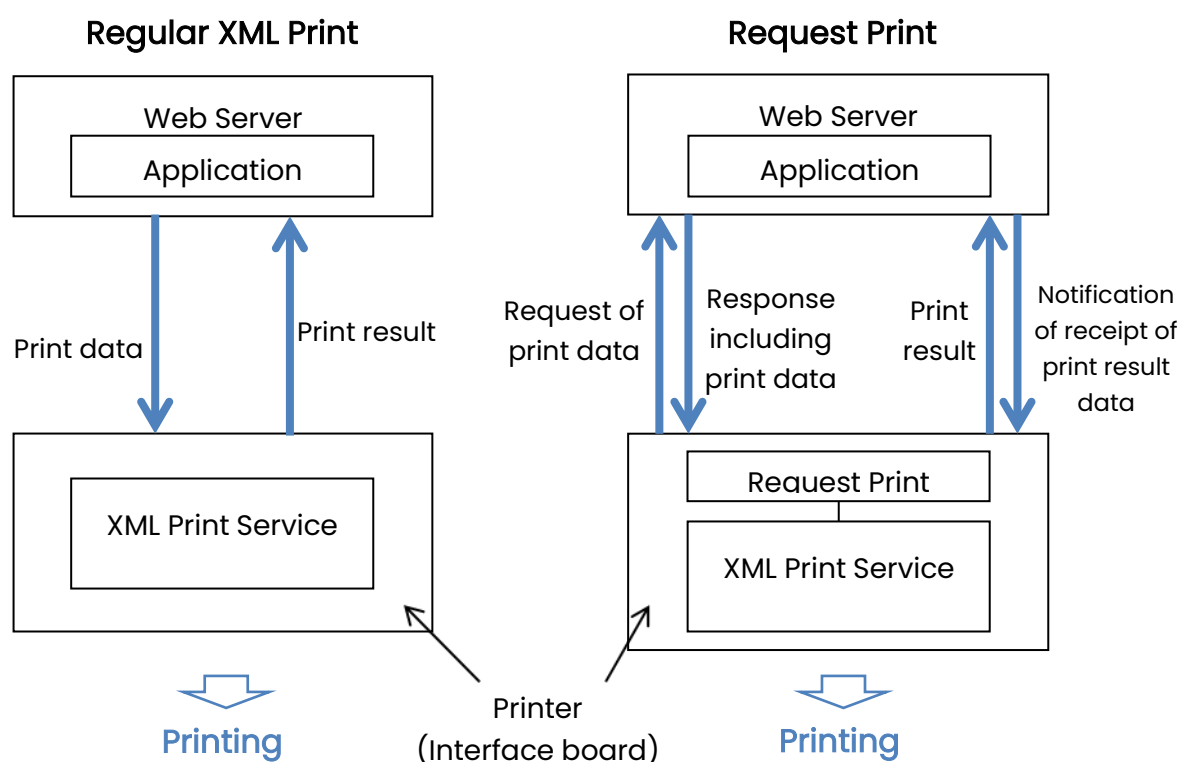 Regular XML Print
Web Server
Application
Print data
Print result
XML Print Service
Printing
Request Print
Web Server
Application
Request of
print data
Response
including
print data
Print
result
Notification
of receipt of
print result
data
Request Print
XML Print Service
Printing
Printer
(Interface board)